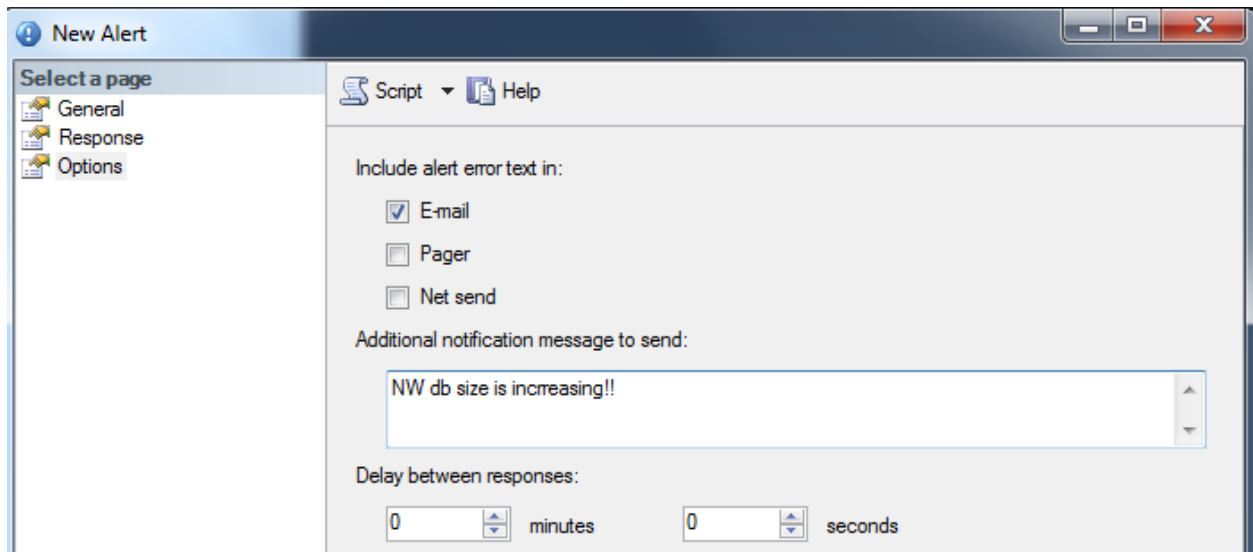 New Alert
Select a page
General
Response
Options
Script
Help
Include alert error text in:
E-mail
Pager
Net send
Additional notification message to send:
NW db size is incrreasing!!
Delay between responses:
0 minutes 0 seconds